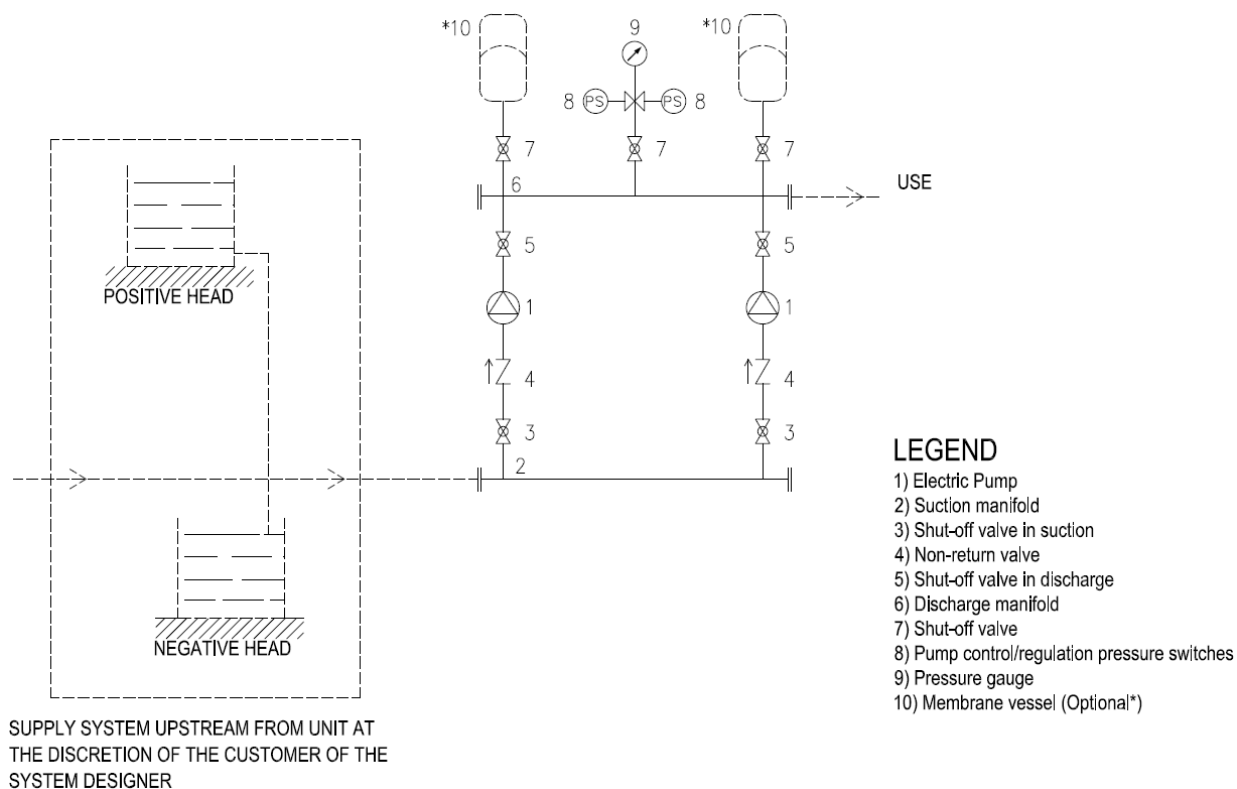 *10
9
*10
8 PS PS 8
7 7 7
6
USE
5 5
POSITIVE HEAD
1 1
4 4
3 3
2
LEGEND
1) Electric Pump
2) Suction manifold
3) Shut-off valve in suction
4) Non-return valve
5) Shut-off valve in discharge
6) Discharge manifold
7) Shut-off valve
8) Pump control/regulation pressure switches
9) Pressure gauge
10) Membrane vessel (Optional*)
NEGATIVE HEAD
SUPPLY SYSTEM UPSTREAM FROM UNIT AT
THE DISCRETION OF THE CUSTOMER OF THE
SYSTEM DESIGNER